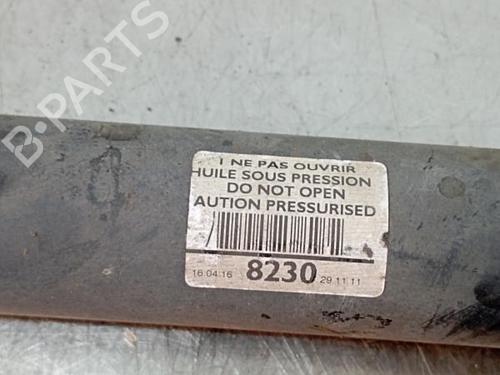 B-PARTS
! NE PAS OUVRIR
HUILE SOUS PRESSION
DO NOT OPEN
AUTION PRESSURISED
16:04:16 8230 29.11.11